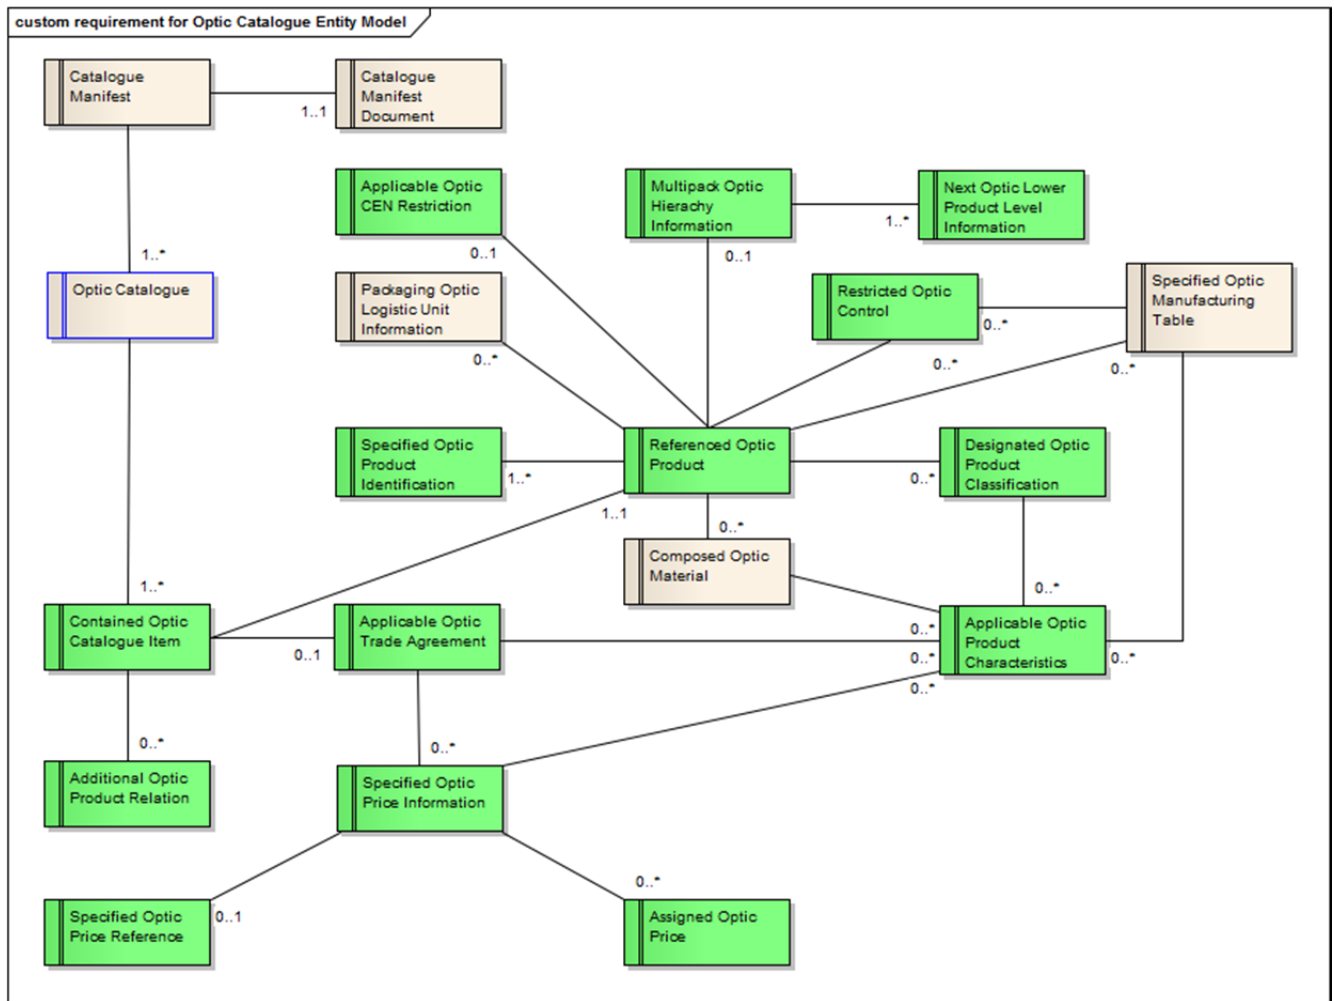 custom requirement for Optic Catalogue Entity Model
Catalogue
Manifest
1..1
Catalogue
Manifest
Document
Applicable Optic
CEN Restriction
0..1
Multipack Optic
Hierachy
Information
0..1
1..*
Next Optic Lower
Product Level
Information
1..*
Optic Catalogue
Packaging Optic
Logistic Unit
Information
0..*
Restricted Optic
Control
0..*
0..*
Specified Optic
Manufacturing
Table
0..*
Specified Optic
Product
Identification
1..*
Referenced Optic
Product
1..1
0..*
0..*
Designated Optic
Product
Classification
Composed Optic
Material
0..*
1..*
Contained Optic
Catalogue Item
0..1
Applicable Optic
Trade Agreement
0..*
0..*
0..*
Applicable Optic
Product
Characteristics
0..*
0..*
Additional Optic
Product Relation
0..*
Specified Optic
Price Information
Specified Optic
Price Reference
0..1
0..*
Assigned Optic
Price